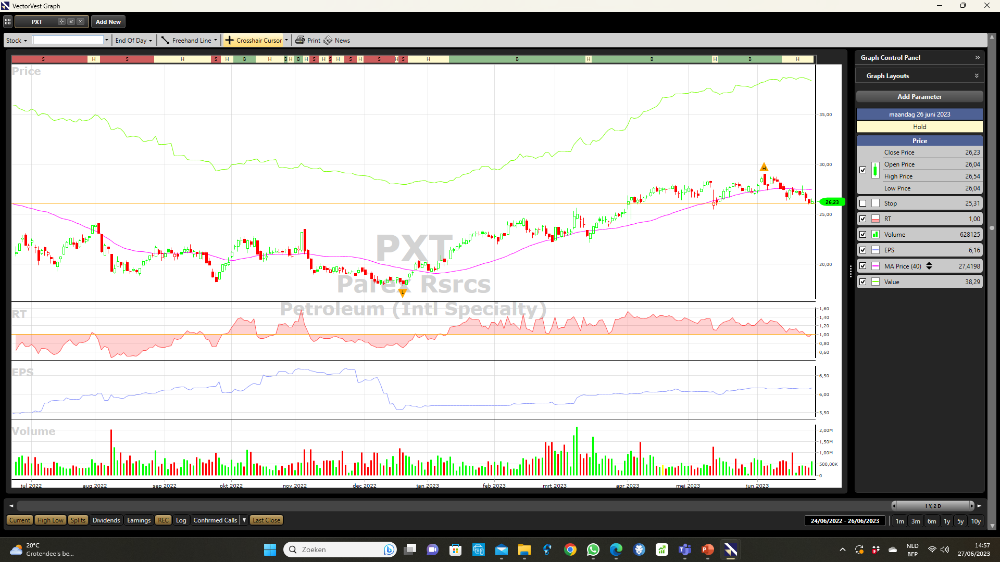 VectorVest Graph
PXT
Add New
Stock
End Of Day
Freehand Line
Crosshair Cursor
Print
News
S H S H S H B H B H B H S H S H S H S H S H B H B H B H
Price
35,00
30,00
26,23
25,00
20,00
H
L
PXT
Parex Rsrcs
Petroleum (Intl Specialty)
RT
1,60
1,40
1,20
1,00
0,80
0,60
EPS
6,50
6,00
5,50
Volume
2,00M
1,50M
1,00M
500,00K
0
jul 2022 aug 2022 sep 2022 okt 2022 nov 2022 dec 2022 jan 2023 feb 2023 mrt 2023 apr 2023 mei 2023 jun 2023
Graph Control Panel
Graph Layouts
Add Parameter
maandag 26 juni 2023
Hold
Price
Close Price 26,23
Open Price 26,04
High Price 26,54
Low Price 26,04
Stop 25,31
RT 1,00
Volume 628125
EPS 6,16
MA Price (40) 27,4198
Value 38,29
1 Y, 2 D
Current High Low Splits Dividends Earnings REC Log Confirmed Calls Last Close
24/06/2022 - 26/06/2023 1m 3m 6m 1y 5y 10y
20°C
Grotendeels be...
Zoeken
NLD
BEP
14:57
27/06/2023